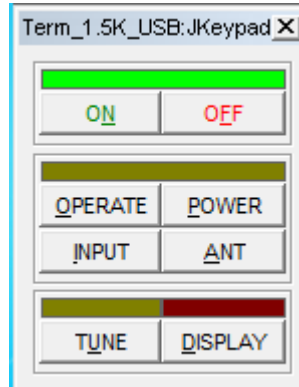 Term_1.5K_USB:JKeypad
ON OFF
OPERATE POWER
INPUT ANT
TUNE DISPLAY